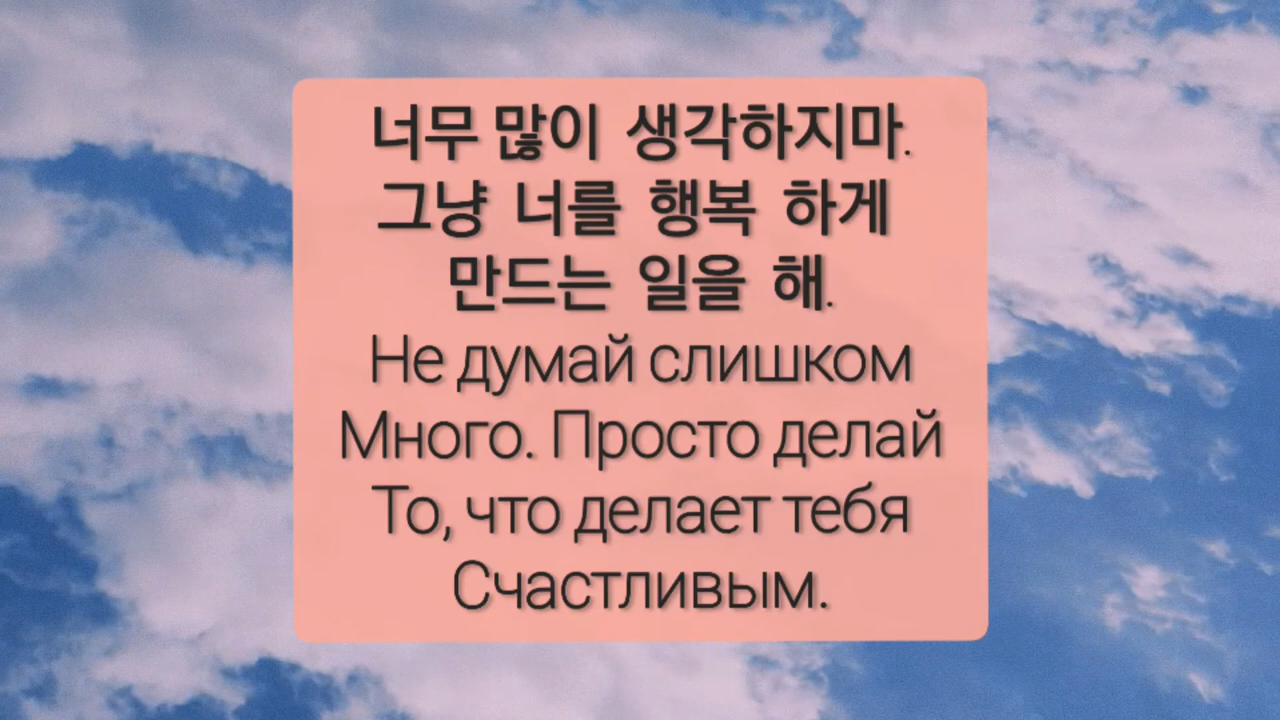 너무 많이 생각하지마.
그냥 너를 행복 하게
만드는 일을 해.
Не думай слишком
Много. Просто делай
То, что делает тебя
Счастливым.